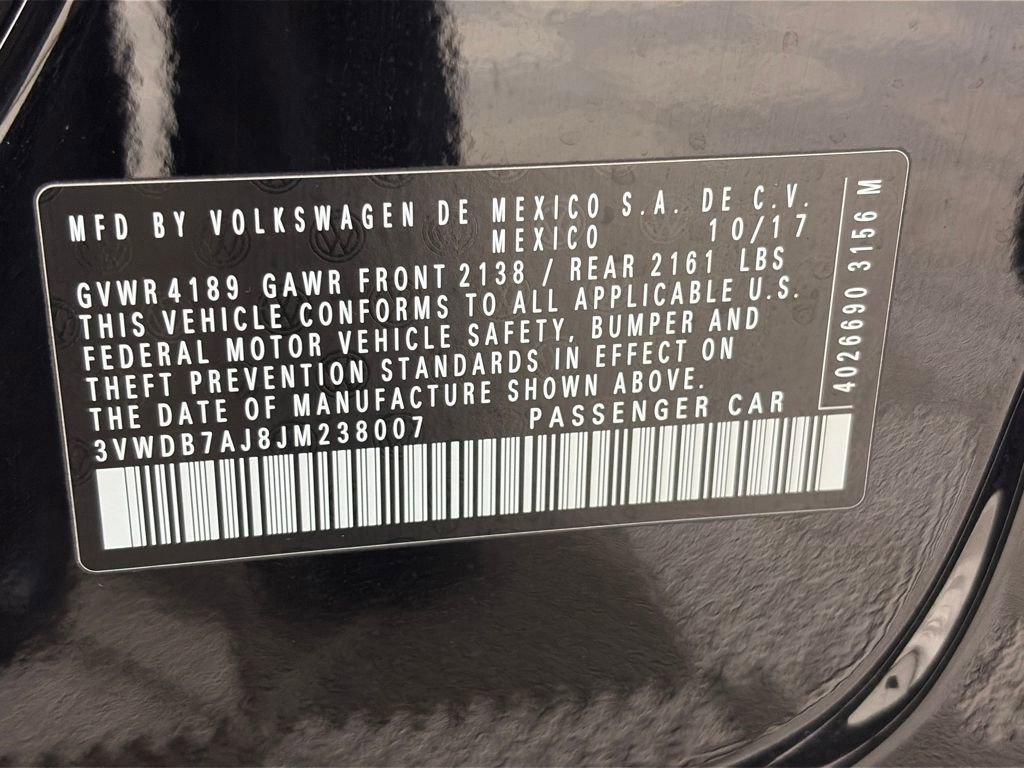 MFD BY VOLKSWAGEN DE MEXICO S.A. DE C.V.
MEXICO 10/17
GVWR 4189 GAWR FRONT 2138 / REAR 2161 LBS
THIS VEHICLE CONFORMS TO ALL APPLICABLE U.S.
FEDERAL MOTOR VEHICLE SAFETY, BUMPER AND
THEFT PREVENTION STANDARDS IN EFFECT ON
THE DATE OF MANUFACTURE SHOWN ABOVE.
3VWDB7AJ8JM238007 PASSENGER CAR
4026690 3156 M